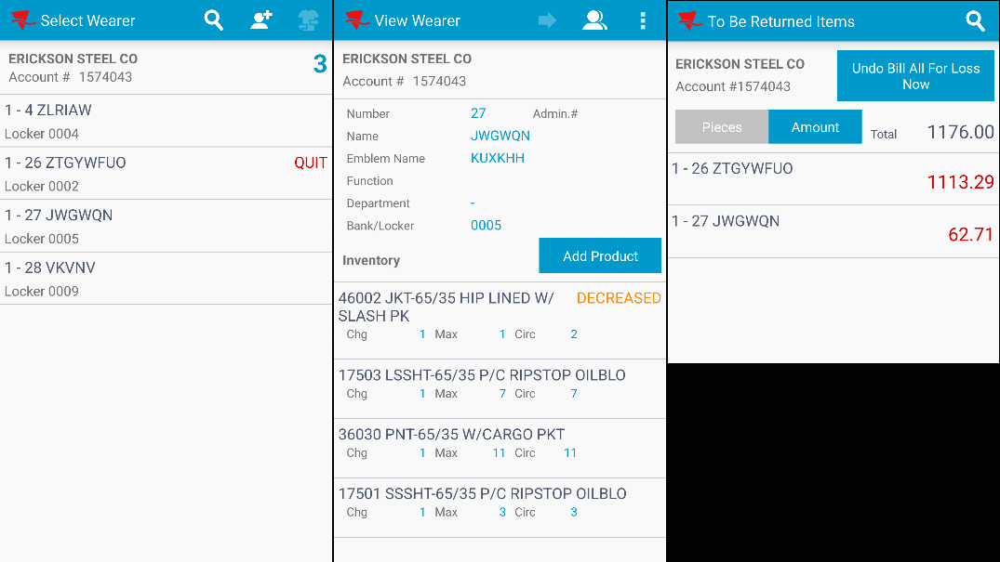 Select Wearer
ERICKSON STEEL CO
Account # 1574043
3
1 - 4 ZLRIAW
Locker 0004
1 - 26 ZTGYWFUO QUIT
Locker 0002
1 - 27 JWGWQN
Locker 0005
1 - 28 VKVNV
Locker 0009
View Wearer
ERICKSON STEEL CO
Account # 1574043
Number 27 Admin.#
Name JWGWQN
Emblem Name KUXKHH
Function
Department -
Bank/Locker 0005
Inventory
Add Product
46002 JKT-65/35 HIP LINED W/ DECREASED
SLASH PK
Chg 1 Max 1 Circ 2
17503 LSSHT-65/35 P/C RIPSTOP OILBLO
Chg 1 Max 7 Circ 7
36030 PNT-65/35 W/CARGO PKT
Chg 1 Max 11 Circ 11
17501 SSSHT-65/35 P/C RIPSTOP OILBLO
Chg 1 Max 3 Circ 3
To Be Returned Items
ERICKSON STEEL CO
Account #1574043
Undo Bill All For Loss
Now
Pieces Amount Total 1176.00
1 - 26 ZTGYWFUO
1113.29
1 - 27 JWGWQN
62.71